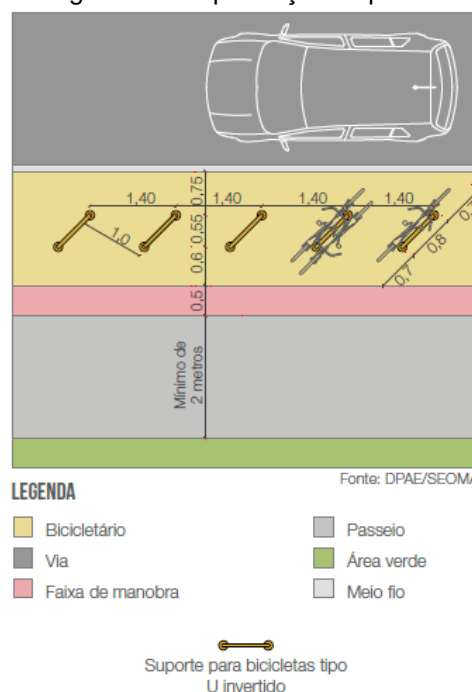 1,40
1,40
1,40
1,40
0,75
0,55
0,6
0,5
1,0
0,8
0,7
Mínimo de
2 metros
Fonte: DPAE/SEOMA
LEGENDA
Bicicletário
Via
Faixa de manobra
Passeio
Área verde
Meio fio
Suporte para bicicletas tipo
U invertido